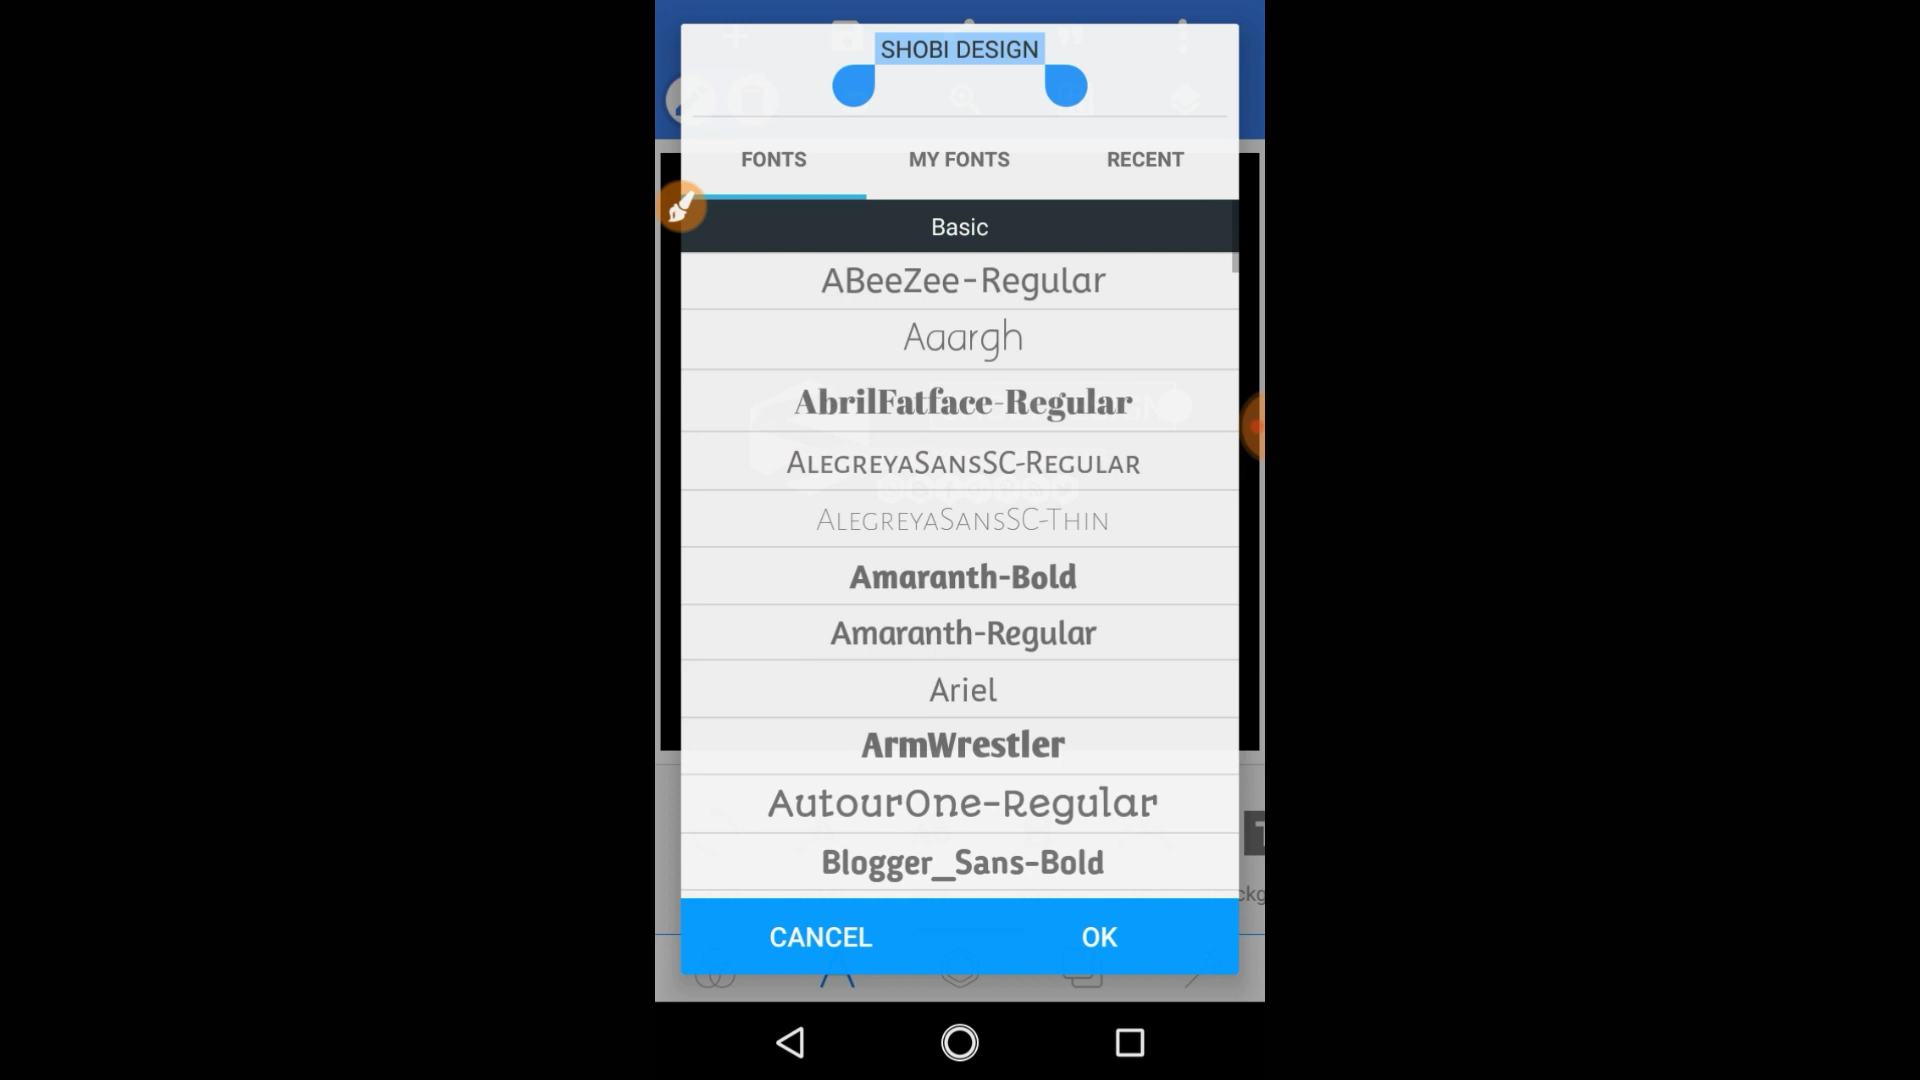 SHOBI DESIGN
FONTS MY FONTS RECENT
Basic
ABeeZee-Regular
Aaargh
AbrilFatface-Regular
AlegreyaSansSC-Regular
AlegreyaSansSC-Thin
Amaranth-Bold
Amaranth-Regular
Ariel
ArmWrestler
AutourOne-Regular
Blogger_Sans-Bold
ckg
CANCEL OK